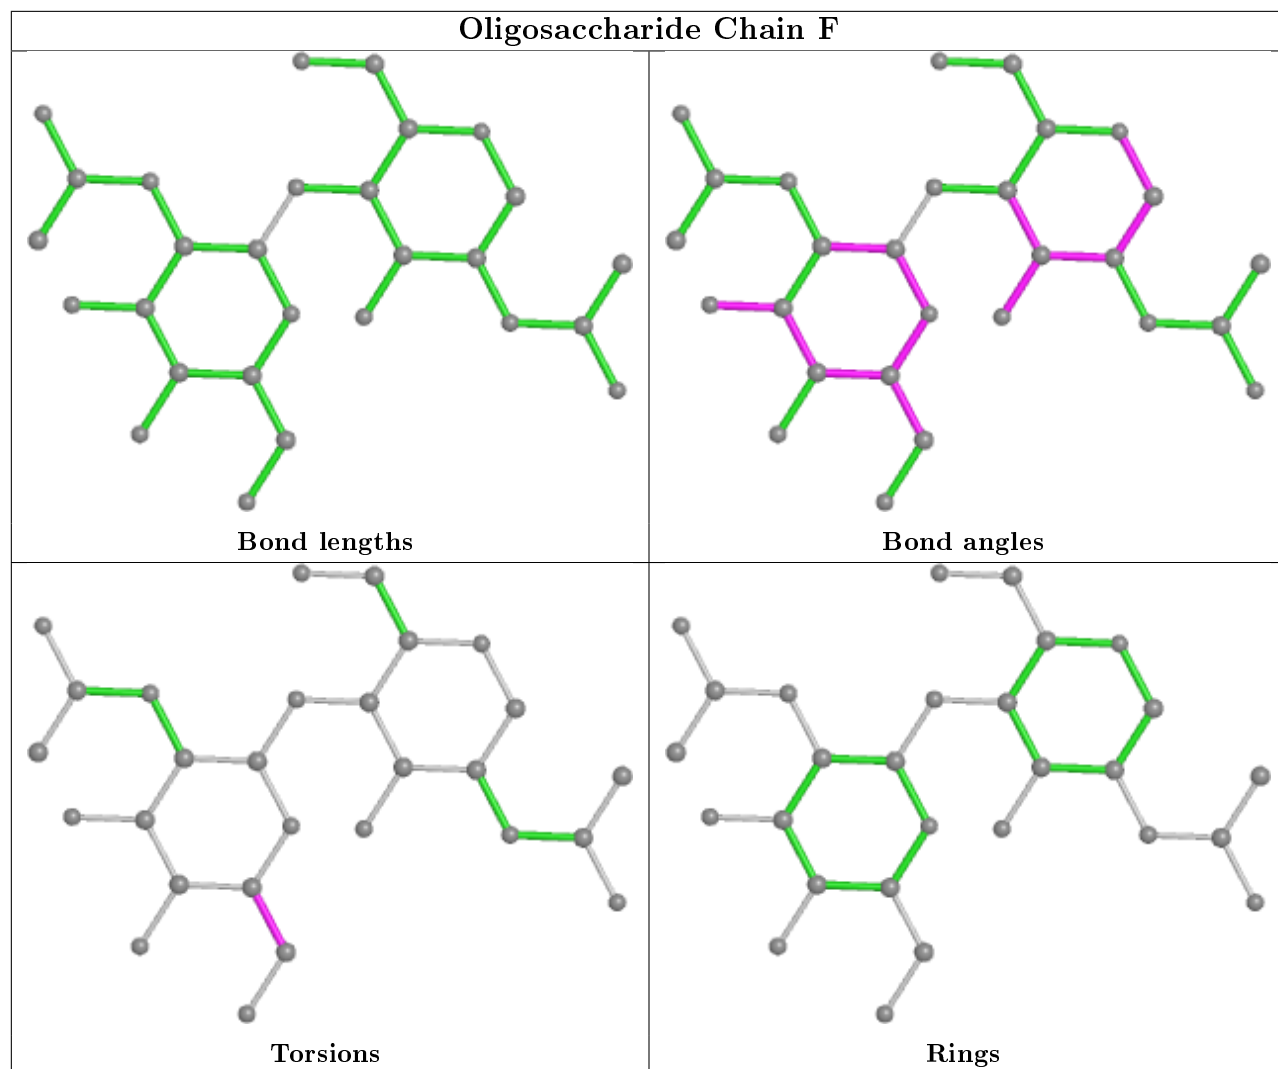 Oligosaccharide Chain F
Bond lengths
Bond angles
Torsions
Rings